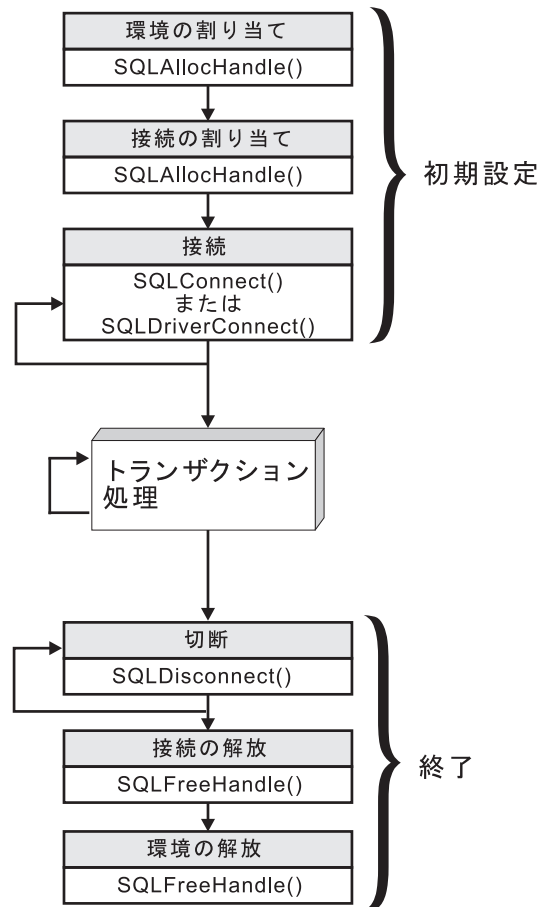 環境の割り当て
SQLAllocHandle()
接続の割り当て
SQLAllocHandle()
接続
SQLConnect()
または
SQLDriverConnect()
初期設定
トランザクション
処理
切断
SQLDisconnect()
接続の解放
SQLFreeHandle()
環境の解放
SQLFreeHandle()
終了